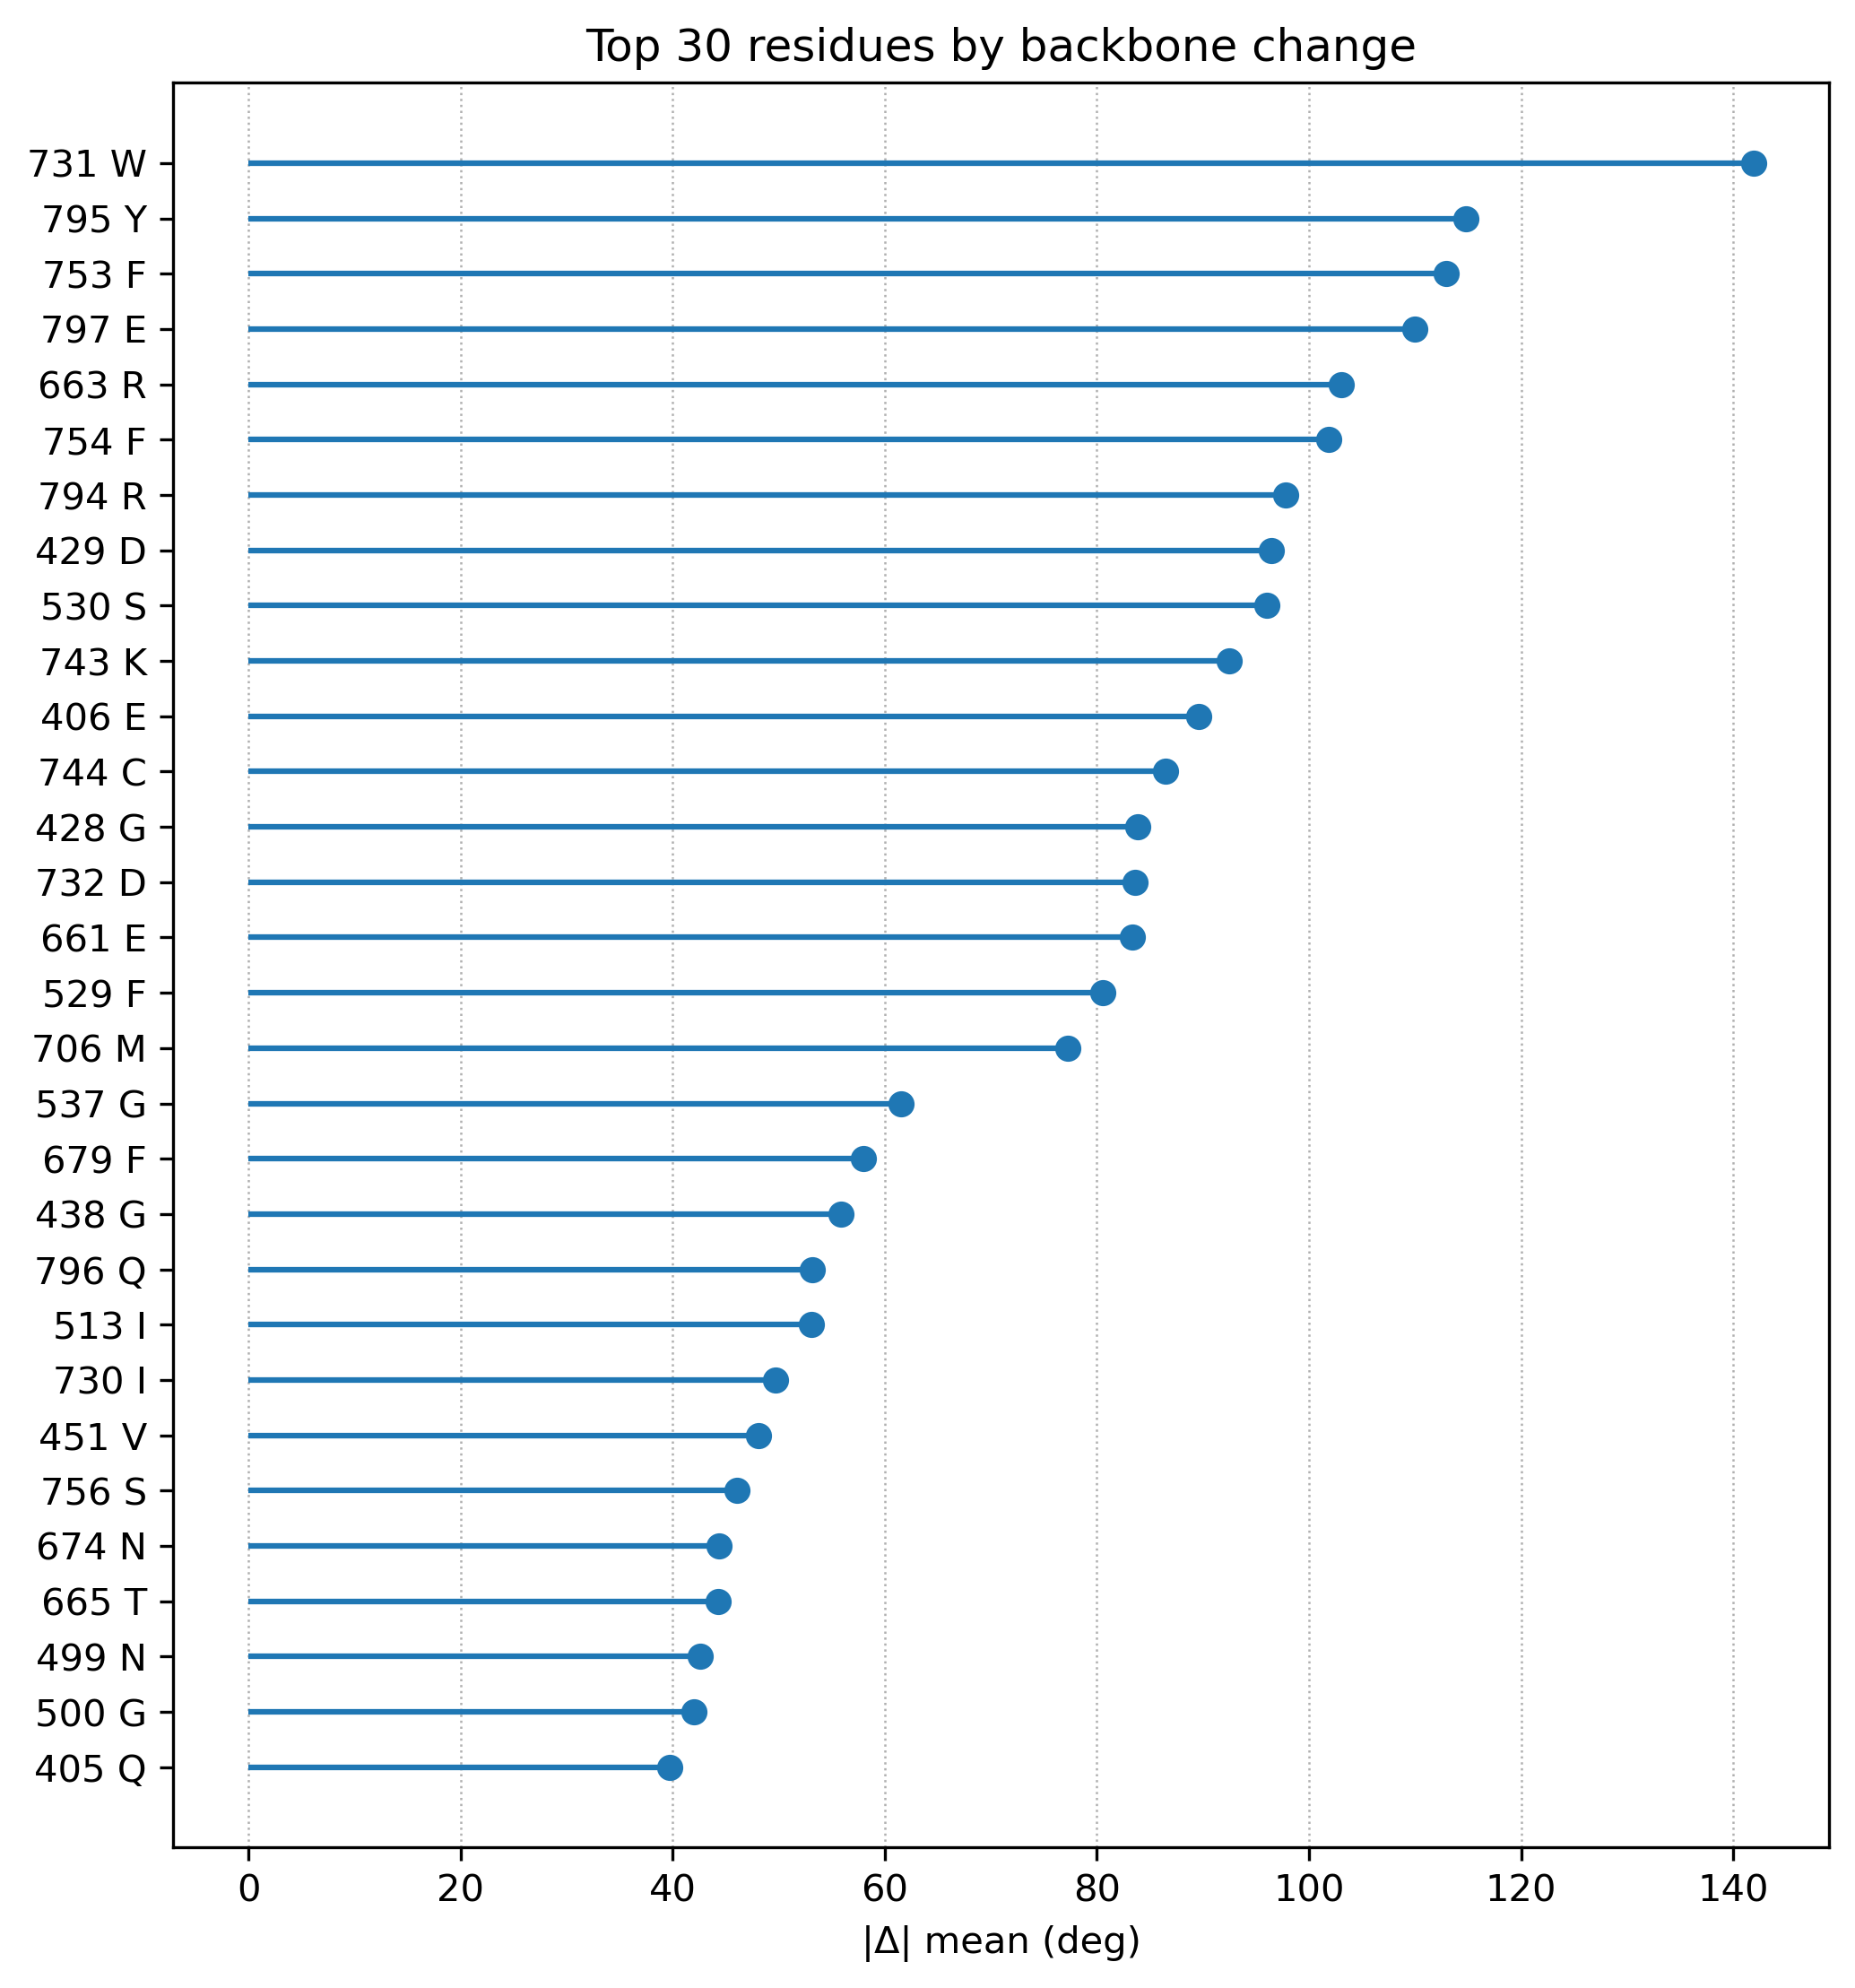 Top 30 residues by backbone change
731 W
795 Y
753 F
797 E
663 R
754 F
794 R
429 D
530 S
743 K
406 E
744 C
428 G
732 D
661 E
529 F
706 M
537 G
679 F
438 G
796 Q
513 I
730 I
451 V
756 S
674 N
665 T
499 N
500 G
405 Q
0 20 40 60 80 100 120 140
|Δ| mean (deg)